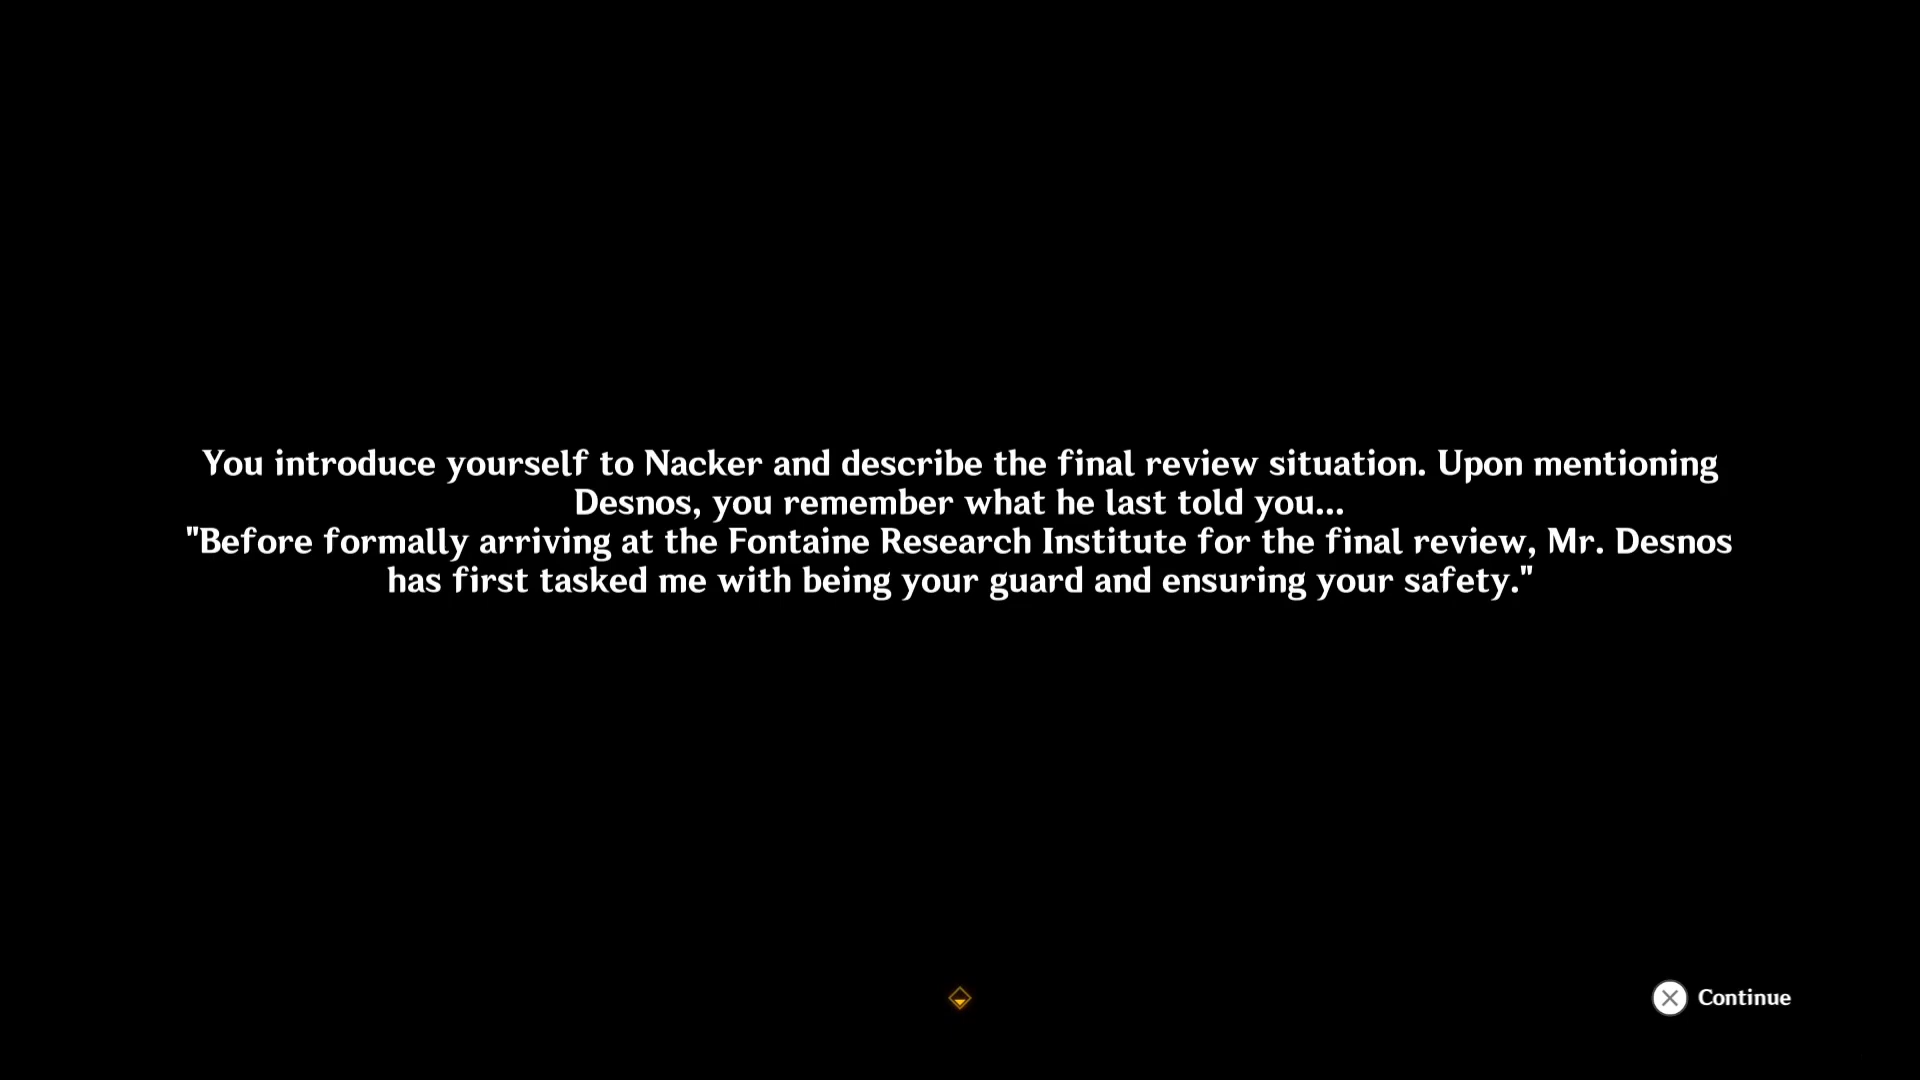 You introduce yourself to Nacker and describe the final review situation. Upon mentioning
Desnos, you remember what he last told you...
"Before formally arriving at the Fontaine Research Institute for the final review, Mr. Desnos
has first tasked me with being your guard and ensuring your safety."
Continue